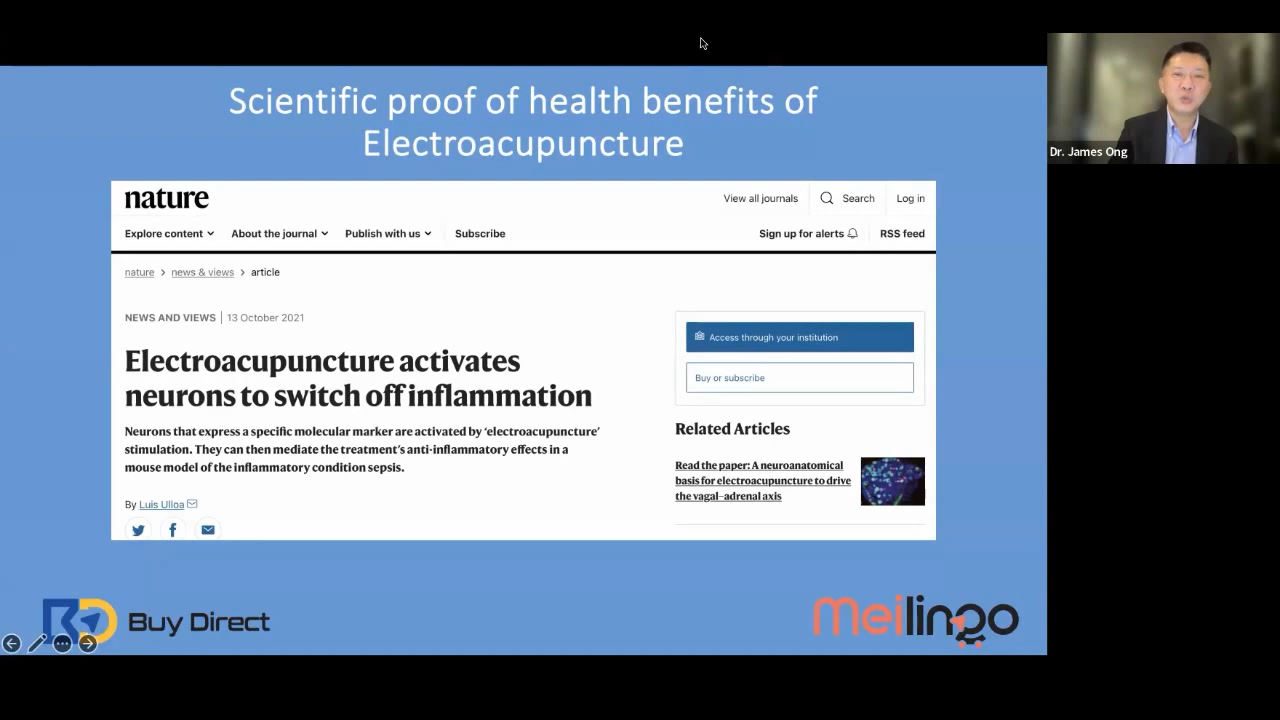 Scientific proof of health benefits of
Electroacupuncture
Dr. James Ong
nature
View all journals
Search
Log in
Explore content
About the journal
Publish with us
Subscribe
Sign up for alerts
RSS feed
nature > news & views > article
NEWS AND VIEWS | 13 October 2021
Access through your institution
Buy or subscribe
Electroacupuncture activates
neurons to switch off inflammation
Neurons that express a specific molecular marker are activated by ‘electroacupuncture’
stimulation. They can then mediate the treatment’s anti-inflammatory effects in a
mouse model of the inflammatory condition sepsis.
By Luis Ulloa
Related Articles
Read the paper: A neuroanatomical
basis for electroacupuncture to drive
the vagal–adrenal axis
BD Buy Direct
meilingo